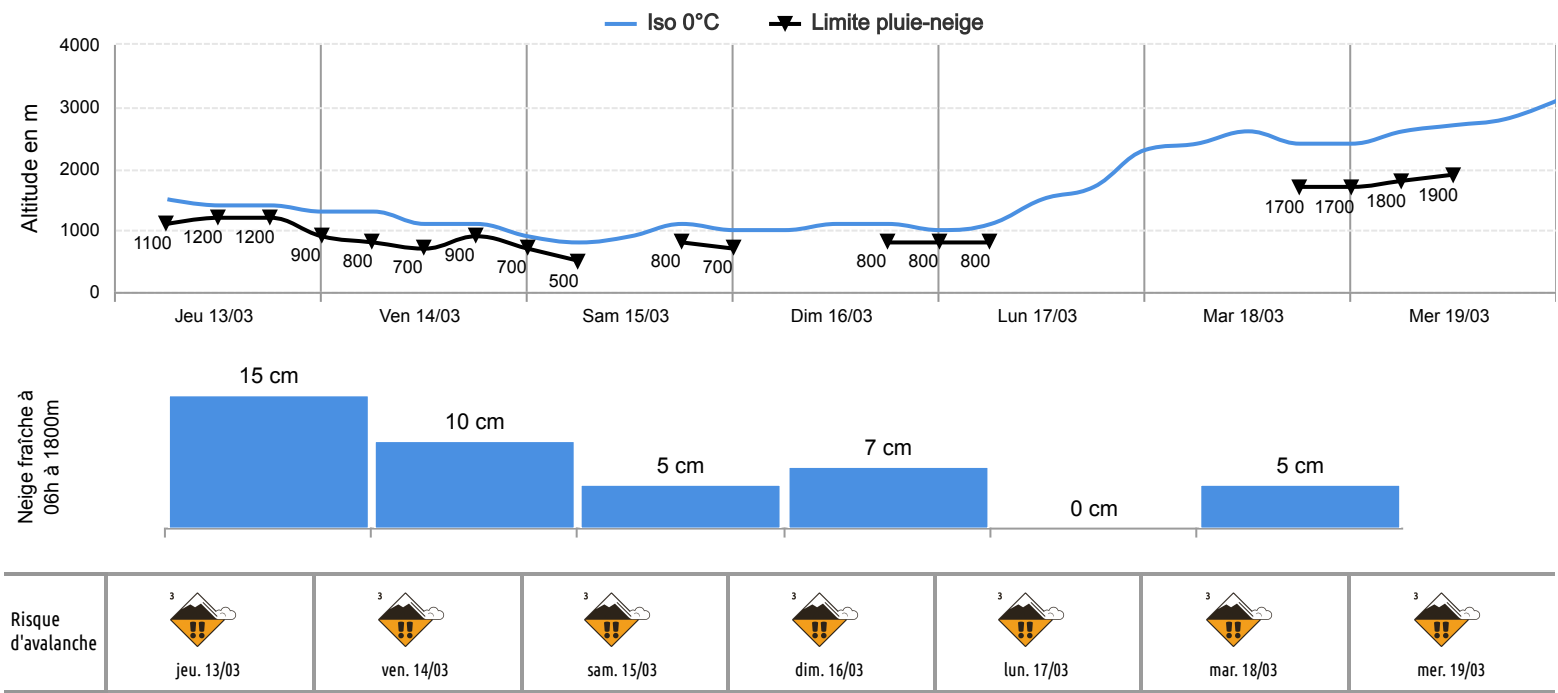 Iso 0°C Limite pluie-neige
Altitude en m
4000
3000
2000
1000
0
1100 1200 1200 900 800 700 900 700 500 800 700 800 800 800 1700 1700 1800 1900
Jeu 13/03 Ven 14/03 Sam 15/03 Dim 16/03 Lun 17/03 Mar 18/03 Mer 19/03
Neige fraîche à
06h à 1800m
15 cm 10 cm 5 cm 7 cm 0 cm 5 cm
Risque
d'avalanche
3 3 3 3 3 3 3
!! !! !! !! !! !! !!
jeu. 13/03 ven. 14/03 sam. 15/03 dim. 16/03 lun. 17/03 mar. 18/03 mer. 19/03